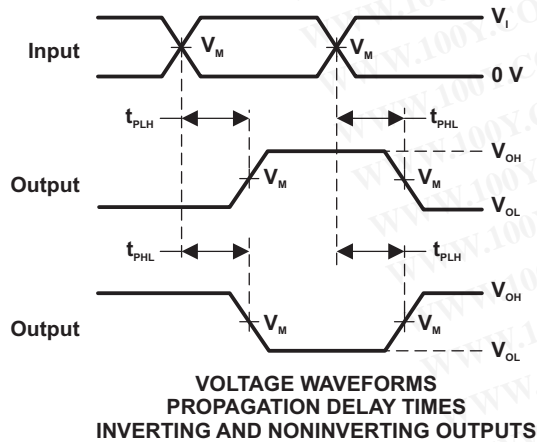 V_I
Input
V_M V_M
0 V
t_PLH t_PHL
V_OH
Output
V_M V_M
V_OL
t_PHL t_PLH
V_OH
Output
V_M V_M
V_OL
VOLTAGE WAVEFORMS
PROPAGATION DELAY TIMES
INVERTING AND NONINVERTING OUTPUTS